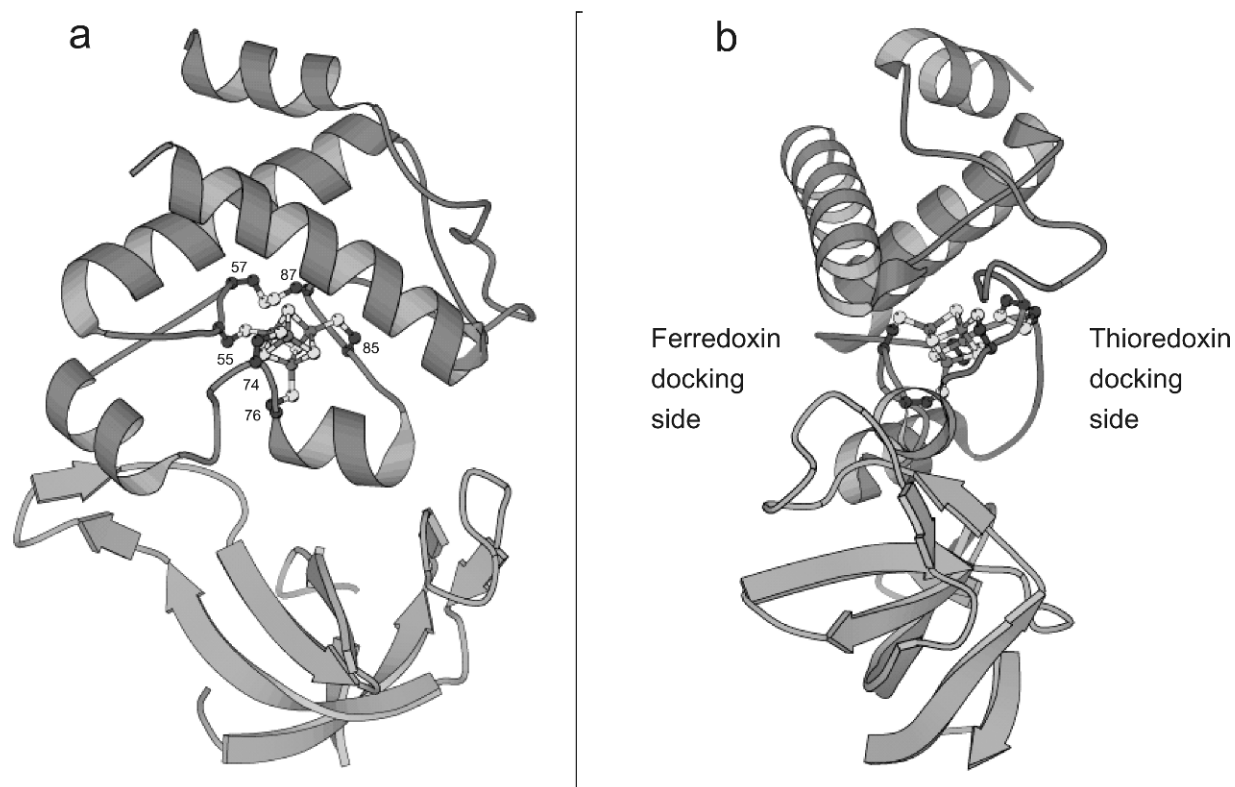 a
b
57
87
55
85
74
76
Ferredoxin
docking
side
Thioredoxin
docking
side